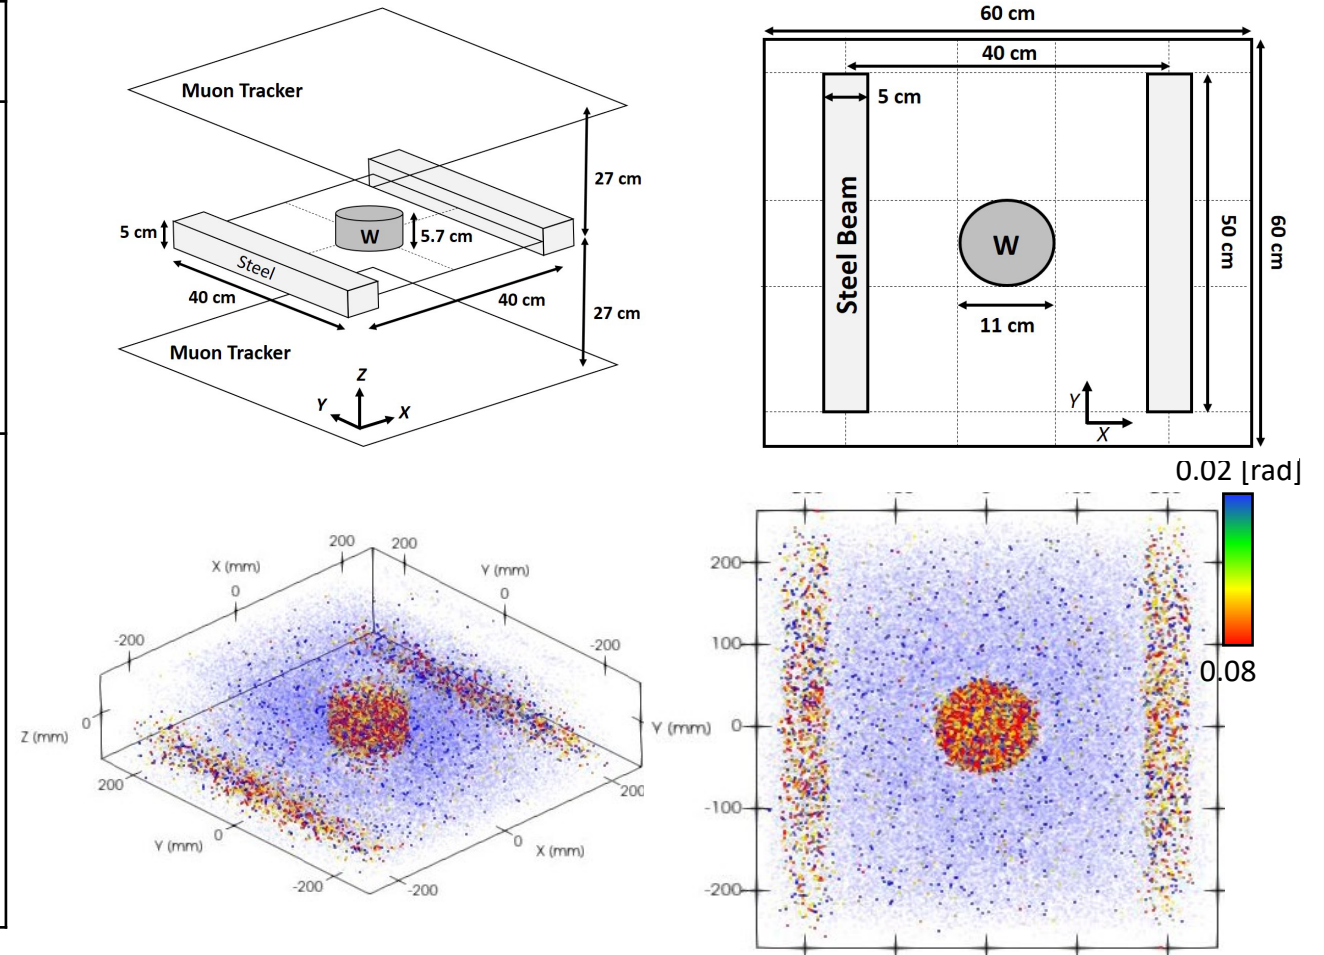 Muon Tracker
27 cm
5 cm
W
5.7 cm
Steel
40 cm
40 cm
27 cm
Muon Tracker
Z
Y
X
60 cm
40 cm
5 cm
Steel Beam
W
11 cm
50 cm
60 cm
Y
X
200
200
X (mm)
Y (mm)
0
0
-200
-200
0
Z (mm)
200
200
Y (mm)
0
0
X (mm)
-200
-200
0.02 [rad]
0.08
200
100
Y (mm)
0
-100
-200